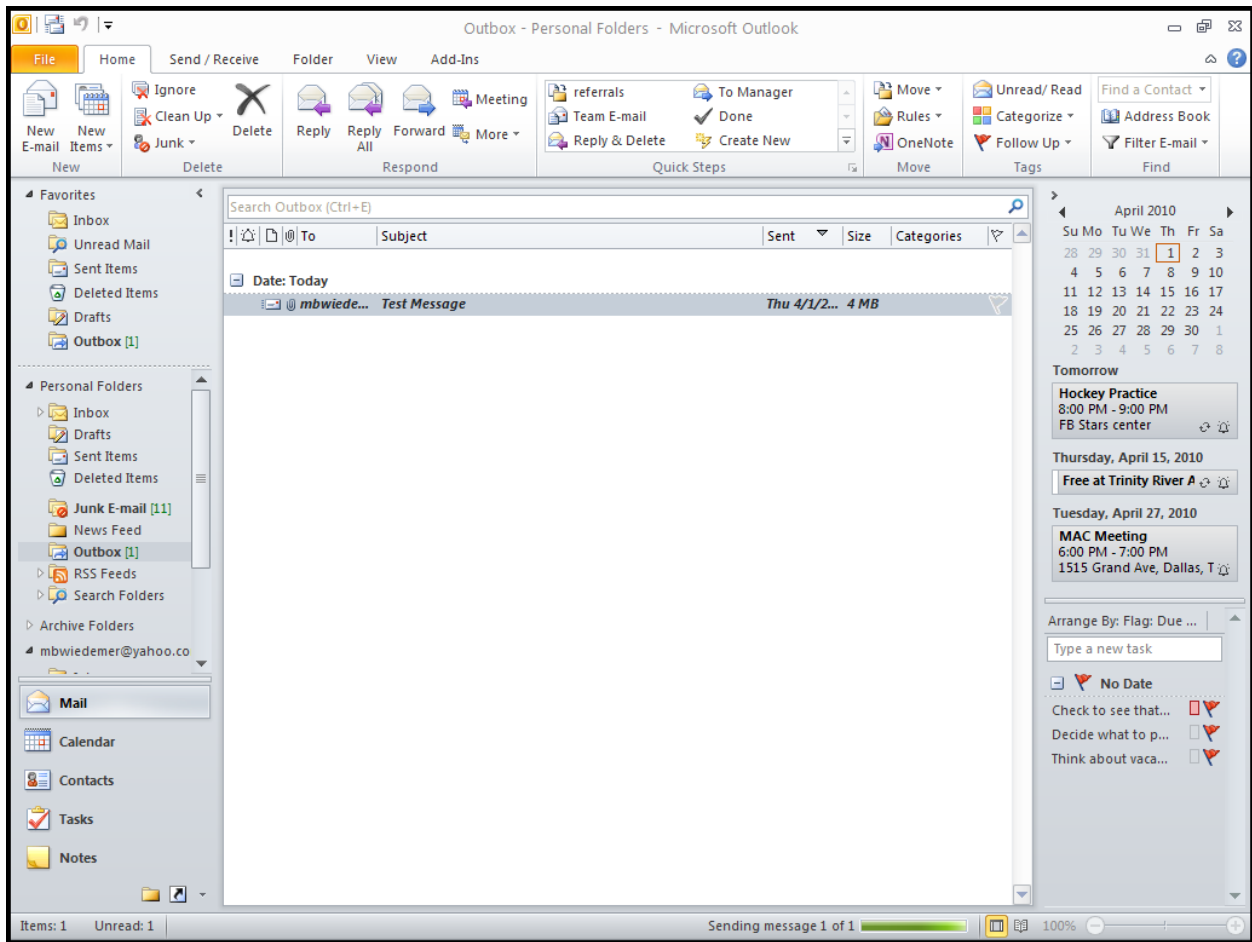 Outbox - Personal Folders - Microsoft Outlook
File Home Send / Receive Folder View Add-Ins
New E-mail
New Items
New
Ignore
Clean Up
Junk
Delete
Delete
Reply
Reply All
Forward
Meeting
More
Respond
referrals
Team E-mail
Reply & Delete
To Manager
Done
Create New
Quick Steps
Move
Rules
OneNote
Move
Unread/ Read
Categorize
Follow Up
Tags
Find a Contact
Address Book
Filter E-mail
Find
Favorites
Inbox
Unread Mail
Sent Items
Deleted Items
Drafts
Outbox [1]
Personal Folders
Inbox
Drafts
Sent Items
Deleted Items
Junk E-mail [11]
News Feed
Outbox [1]
RSS Feeds
Search Folders
Archive Folders
mbwiedemer@yahoo.co
Mail
Calendar
Contacts
Tasks
Notes
Search Outbox (Ctrl+E)
! To Subject Sent Size Categories
Date: Today
mbwiede... Test Message Thu 4/1/2... 4 MB
April 2010
Su Mo Tu We Th Fr Sa
28 29 30 31 1 2 3
4 5 6 7 8 9 10
11 12 13 14 15 16 17
18 19 20 21 22 23 24
25 26 27 28 29 30 1
2 3 4 5 6 7 8
Tomorrow
Hockey Practice
8:00 PM - 9:00 PM
FB Stars center
Thursday, April 15, 2010
Free at Trinity River A
Tuesday, April 27, 2010
MAC Meeting
6:00 PM - 7:00 PM
1515 Grand Ave, Dallas, T
Arrange By: Flag: Due ...
Type a new task
No Date
Check to see that...
Decide what to p...
Think about vaca...
Items: 1 Unread: 1
Sending message 1 of 1
100%